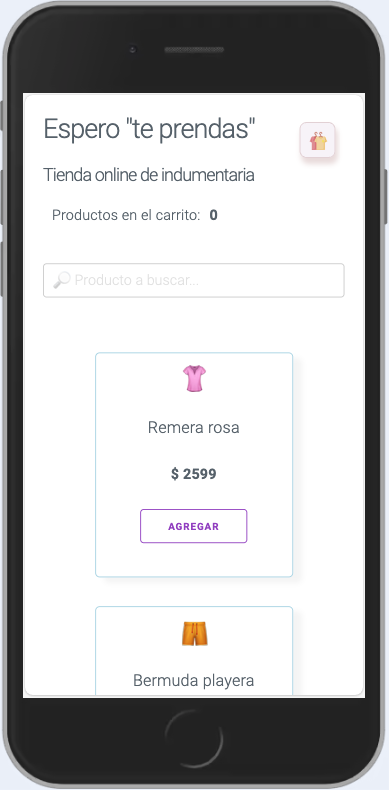 Espero "te prendas"
Tienda online de indumentaria
Productos en el carrito: 0
Producto a buscar...
Remera rosa
$ 2599
AGREGAR
Bermuda playera